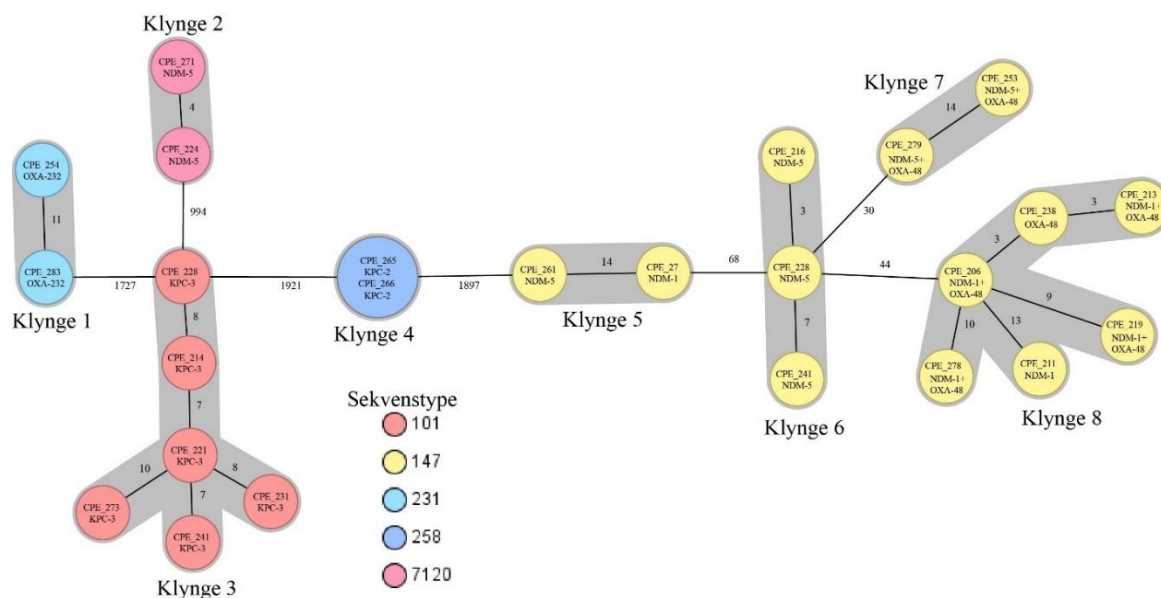 Klynge 2
CPE_271
NDM-5
4
CPE_224
NDM-5
994
CPE_254
OXA-232
11
CPE_283
OXA-232
Klynge 1
1727
CPE_228
KPC-3
8
CPE_214
KPC-3
7
CPE_221
KPC-3
10
8
7
CPE_273
KPC-3
CPE_231
KPC-3
CPE_241
KPC-3
Klynge 3
1921
CPE_265
KPC-2
CPE_266
KPC-2
Klynge 4
1897
CPE_261
NDM-5
14
CPE_27
NDM-1
Klynge 5
68
CPE_216
NDM-5
3
CPE_228
NDM-5
7
CPE_241
NDM-5
Klynge 6
30
Klynge 7
CPE_253
NDM-5+
OXA-48
14
CPE_279
NDM-5+
OXA-48
44
CPE_206
NDM-1+
OXA-48
3
CPE_238
OXA-48
3
CPE_213
NDM-1+
OXA-48
9
CPE_219
NDM-1+
OXA-48
13
CPE_211
NDM-1
10
CPE_278
NDM-1+
OXA-48
Klynge 8
Sekvenstype
101
147
231
258
7120